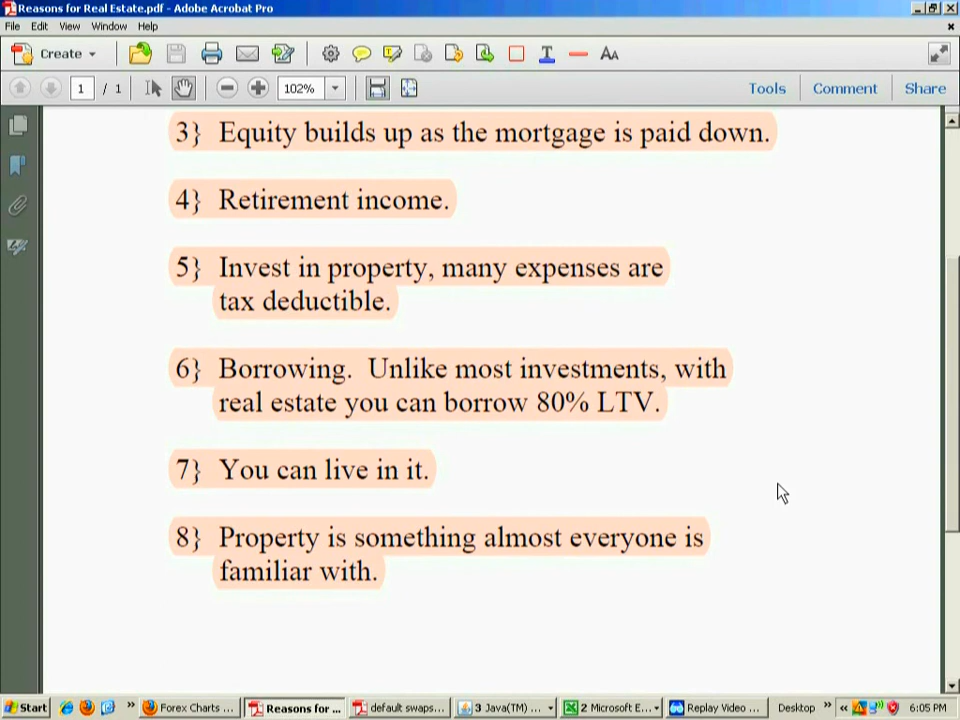 Reasons for Real Estate.pdf - Adobe Acrobat Pro
File Edit View Window Help
Create
1 / 1 102% Tools Comment Share
3} Equity builds up as the mortgage is paid down.
4} Retirement income.
5} Invest in property, many expenses are
tax deductible.
6} Borrowing. Unlike most investments, with
real estate you can borrow 80% LTV.
7} You can live in it.
8} Property is something almost everyone is
familiar with.
Start » Forex Charts ... Reasons for ... default swaps... 3 Java(TM) ... 2 Microsoft E... Replay Video ... Desktop » « 6:05 PM